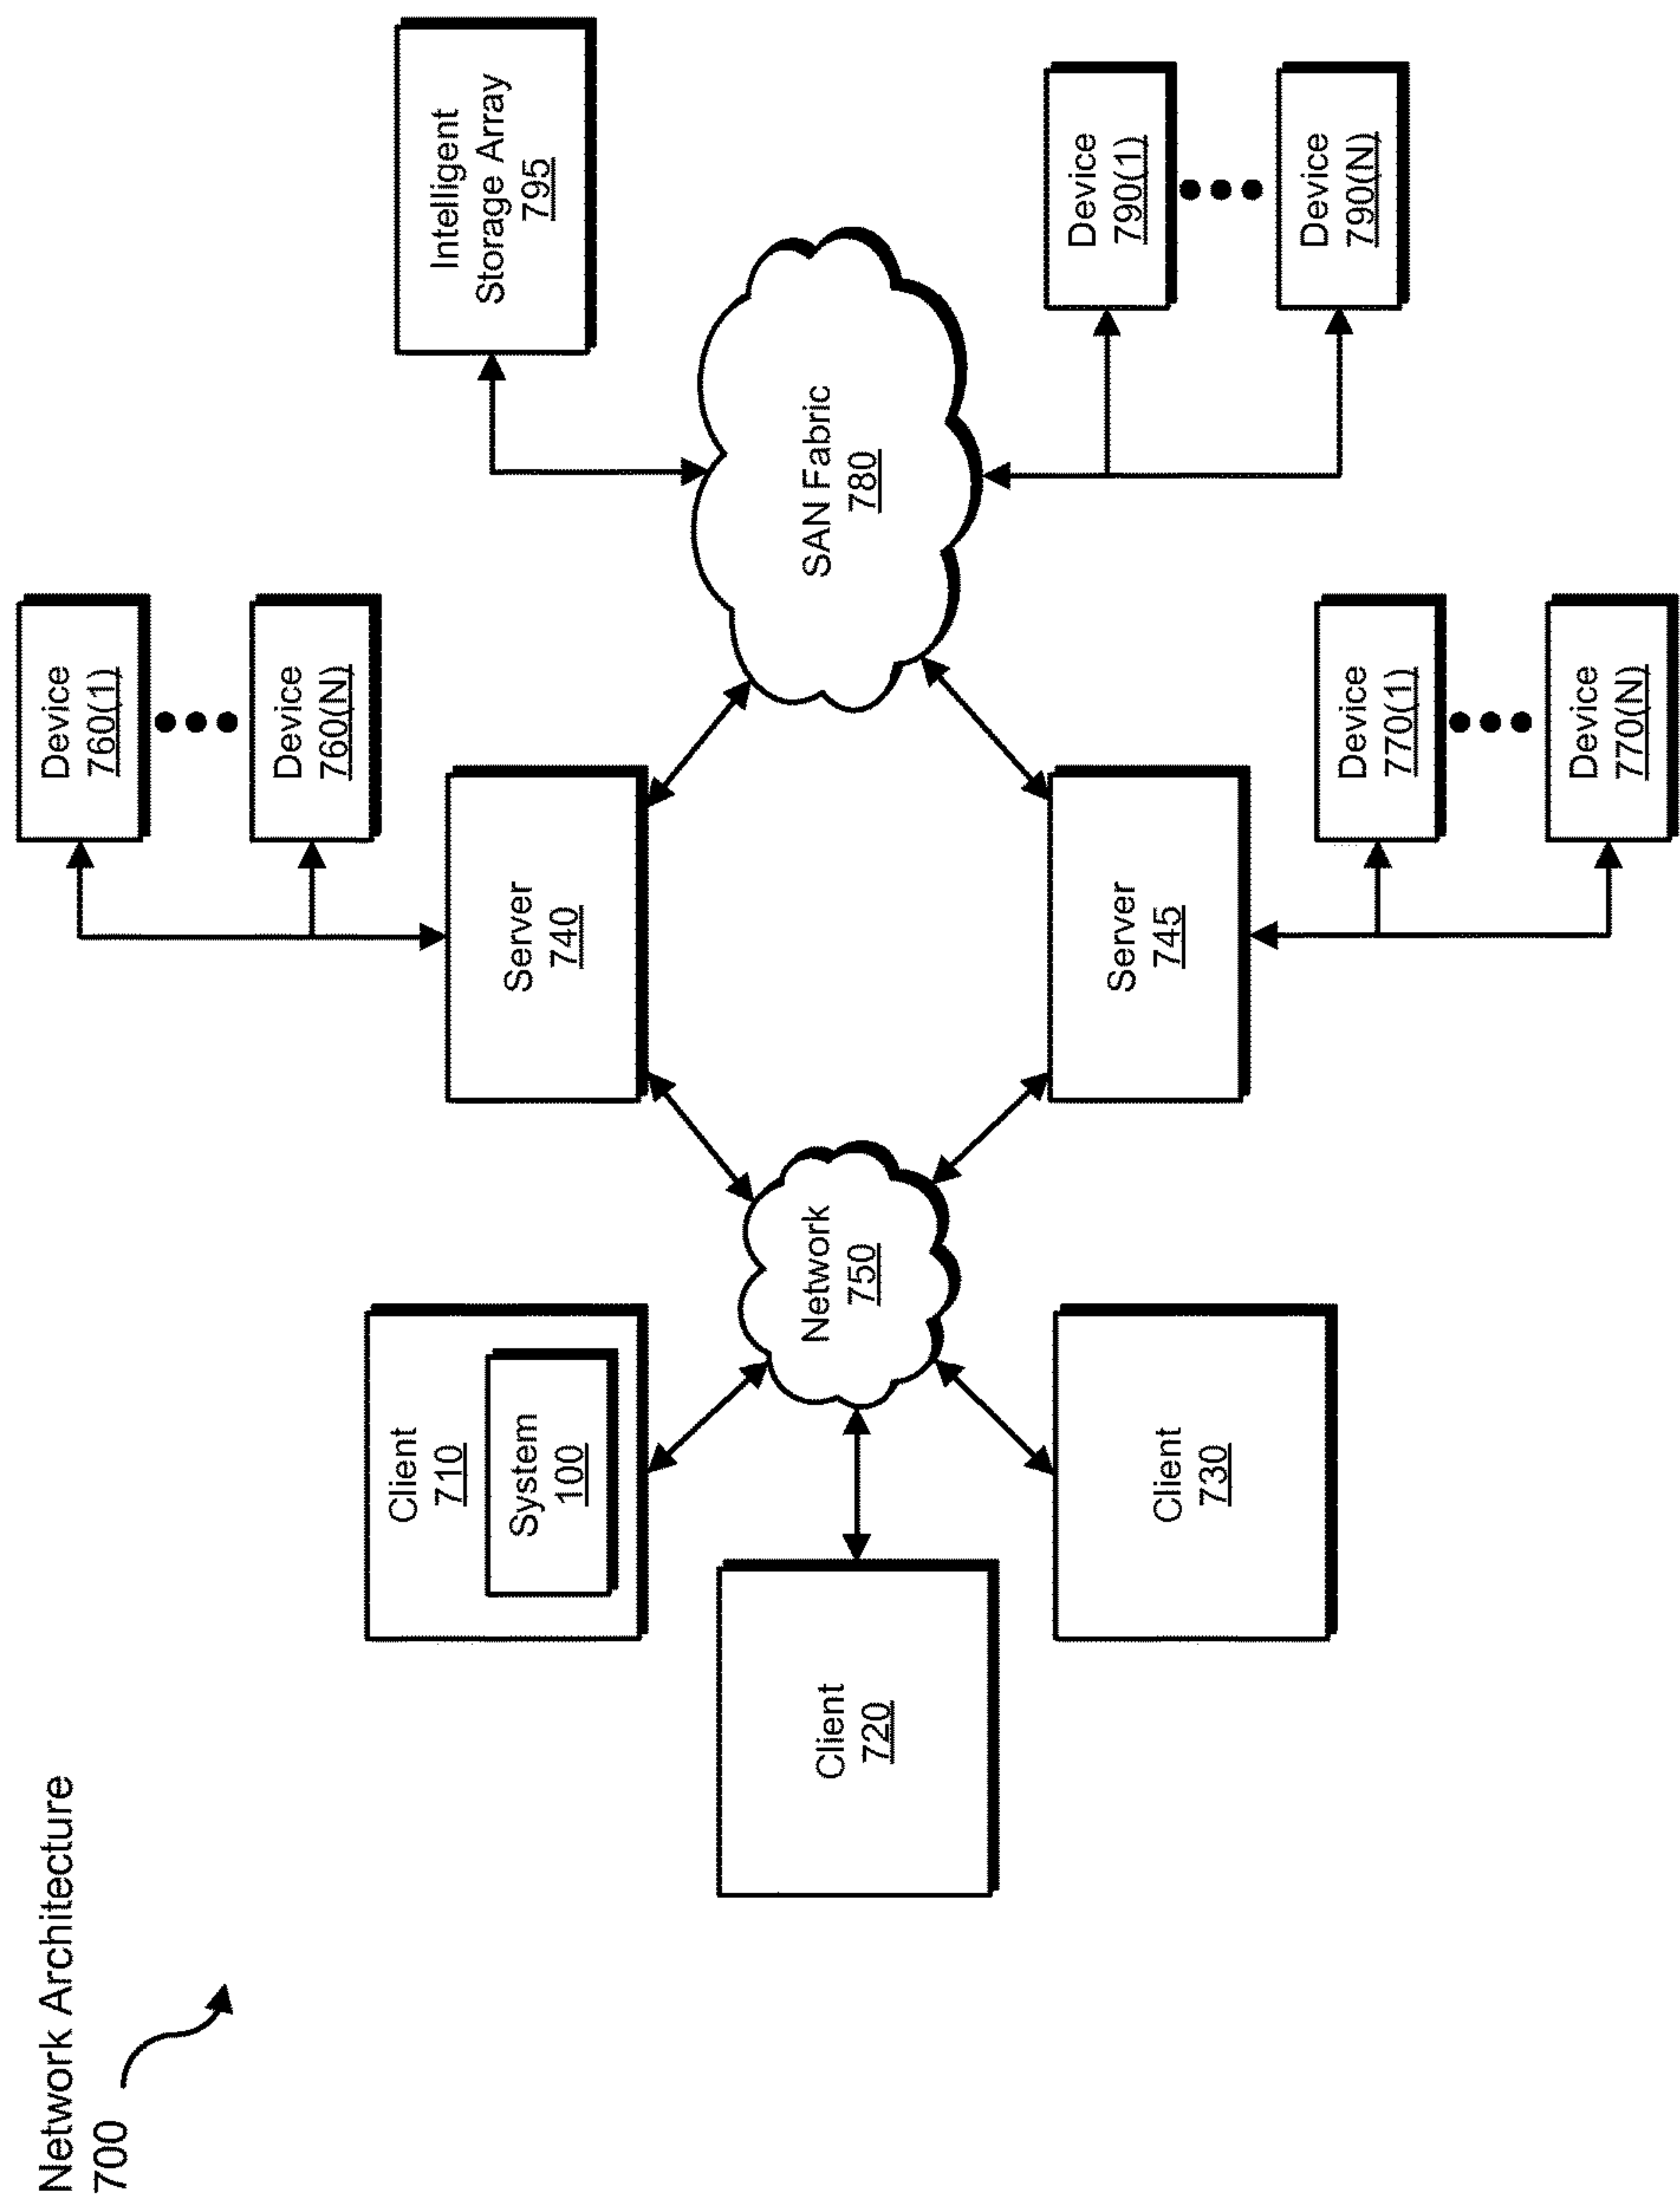 Network Architecture
700
Client
710
System
100
Client
720
Client
730
Network
750
Server
740
Server
745
Device
760(1)
Device
760(N)
Device
770(1)
Device
770(N)
SAN Fabric
780
Intelligent
Storage Array
795
Device
790(1)
Device
790(N)